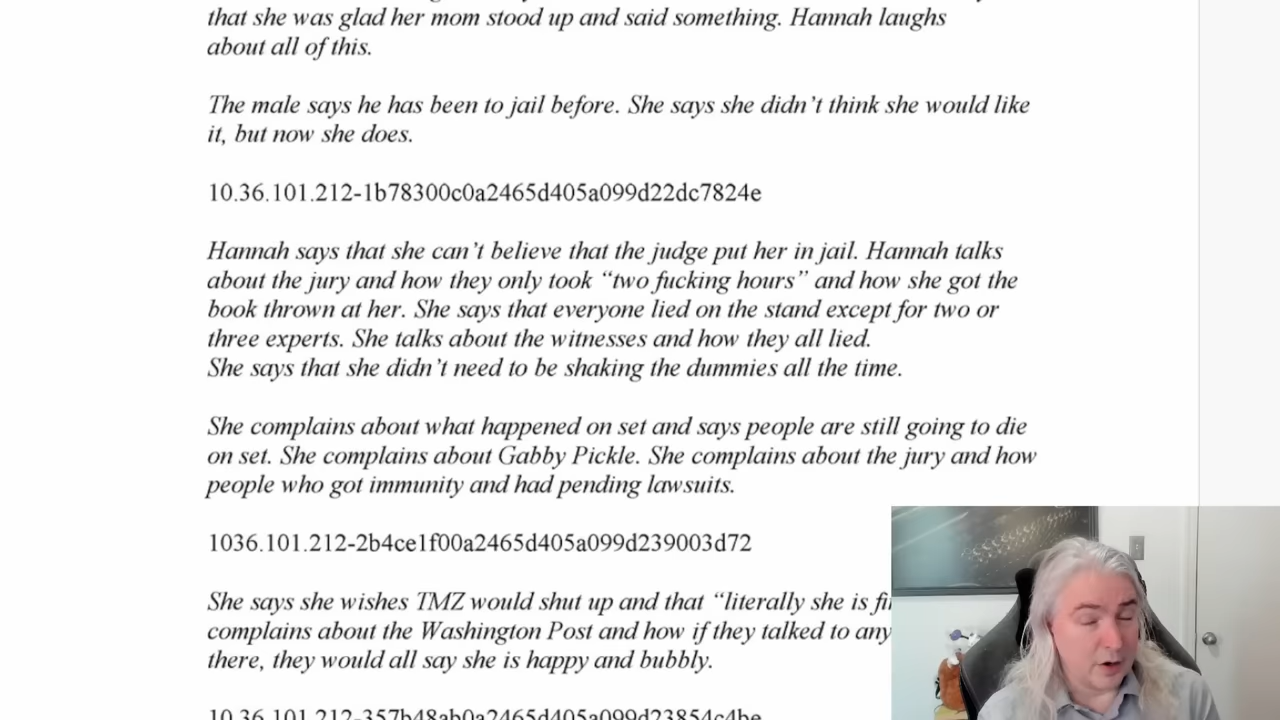 that she was glad her mom stood up and said something. Hannah laughs
about all of this.
The male says he has been to jail before. She says she didn't think she would like
it, but now she does.
10.36.101.212-1b78300c0a2465d405a099d22dc7824e
Hannah says that she can't believe that the judge put her in jail. Hannah talks
about the jury and how they only took “two fucking hours” and how she got the
book thrown at her. She says that everyone lied on the stand except for two or
three experts. She talks about the witnesses and how they all lied.
She says that she didn't need to be shaking the dummies all the time.
She complains about what happened on set and says people are still going to die
on set. She complains about Gabby Pickle. She complains about the jury and how
people who got immunity and had pending lawsuits.
1036.101.212-2b4ce1f00a2465d405a099d239003d72
She says she wishes TMZ would shut up and that “literally she is
complains about the Washington Post and how if they talked to any
there, they would all say she is happy and bubbly.
10.36.101.212-357b48ab0a2465d405a099d23854c4be